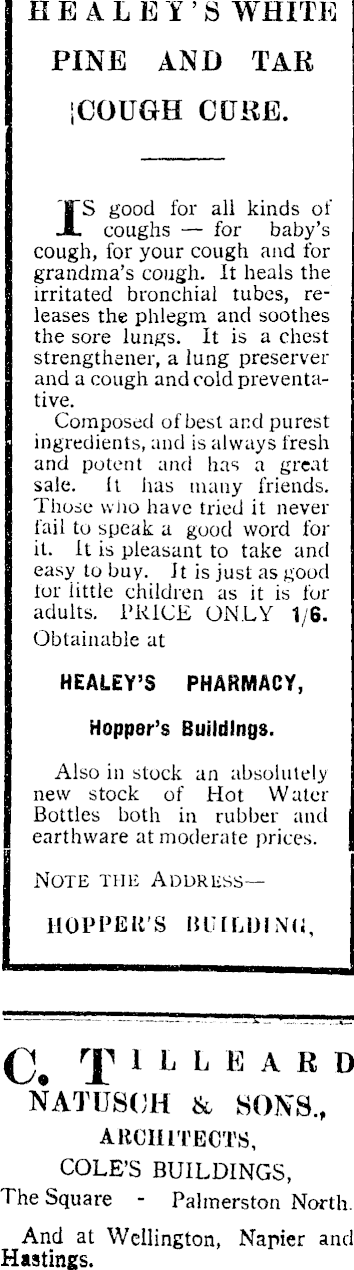 HEALEY'S WHITE
PINE AND TAR
COUGH CURE.
IS good for all kinds of
coughs — for baby's
cough, for your cough and for
grandma's cough. It heals the
irritated bronchial tubes, re-
leases the phlegm and soothes
the sore lungs. It is a chest
strengthener, a lung preserver
and a cough and cold preventa-
tive.
Composed of best and purest
ingredients, and is always fresh
and potent and has a great
sale. It has many friends.
Those who have tried it never
fail to speak a good word for
it. It is pleasant to take and
easy to buy. It is just as good
for little children as it is for
adults. PRICE ONLY 1/6.
Obtainable at
HEALEY'S PHARMACY,
Hopper's Buildings.
Also in stock an absolutely
new stock of Hot Water
Bottles both in rubber and
earthware at moderate prices.
NOTE THE ADDRESS—
HOPPER'S BUILDING,
C. TILLEARD
NATUSCH & SONS.,
ARCHITECTS,
COLE'S BUILDINGS,
The Square - Palmerston North.
And at Wellington, Napier and
Hastings.